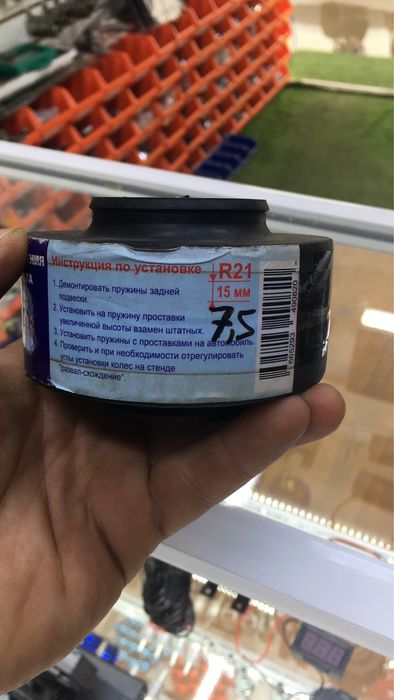 Инструкция по установке
1. Демонтировать пружины задней
подвески.
2. Установить на пружину проставки
увеличенной высоты взамен штатных.
3. Установить пружины с проставками на автомобиль.
4. Проверить и при необходимости отрегулировать
углы установки колес на стенде
"развал-схождение".
R21
15 мм
7,5